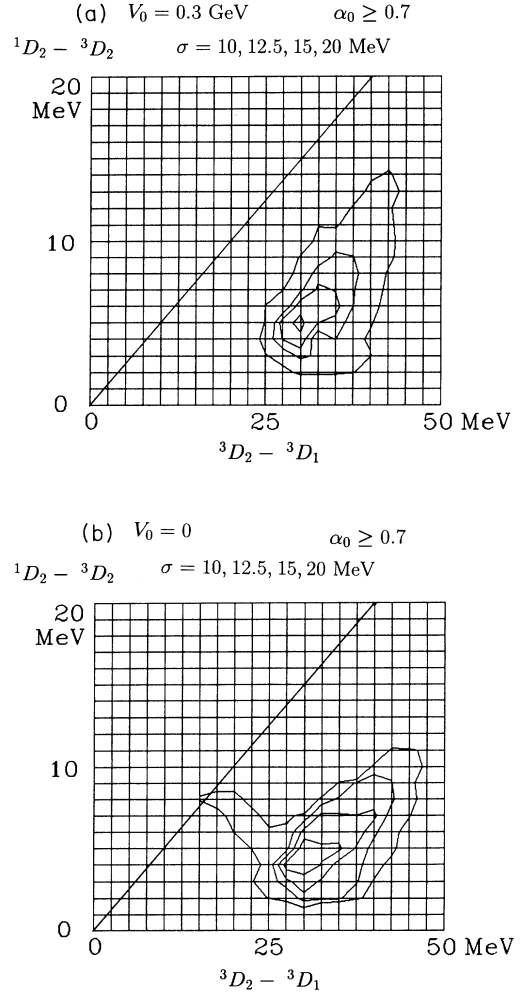 (a) V₀ = 0.3 GeV α₀ ≥ 0.7
¹D₂ − ³D₂ σ = 10, 12.5, 15, 20 MeV
20
MeV
10
0
0 25 50 MeV
³D₂ − ³D₁
(b) V₀ = 0 α₀ ≥ 0.7
¹D₂ − ³D₂ σ = 10, 12.5, 15, 20 MeV
20
MeV
10
0
0 25 50 MeV
³D₂ − ³D₁